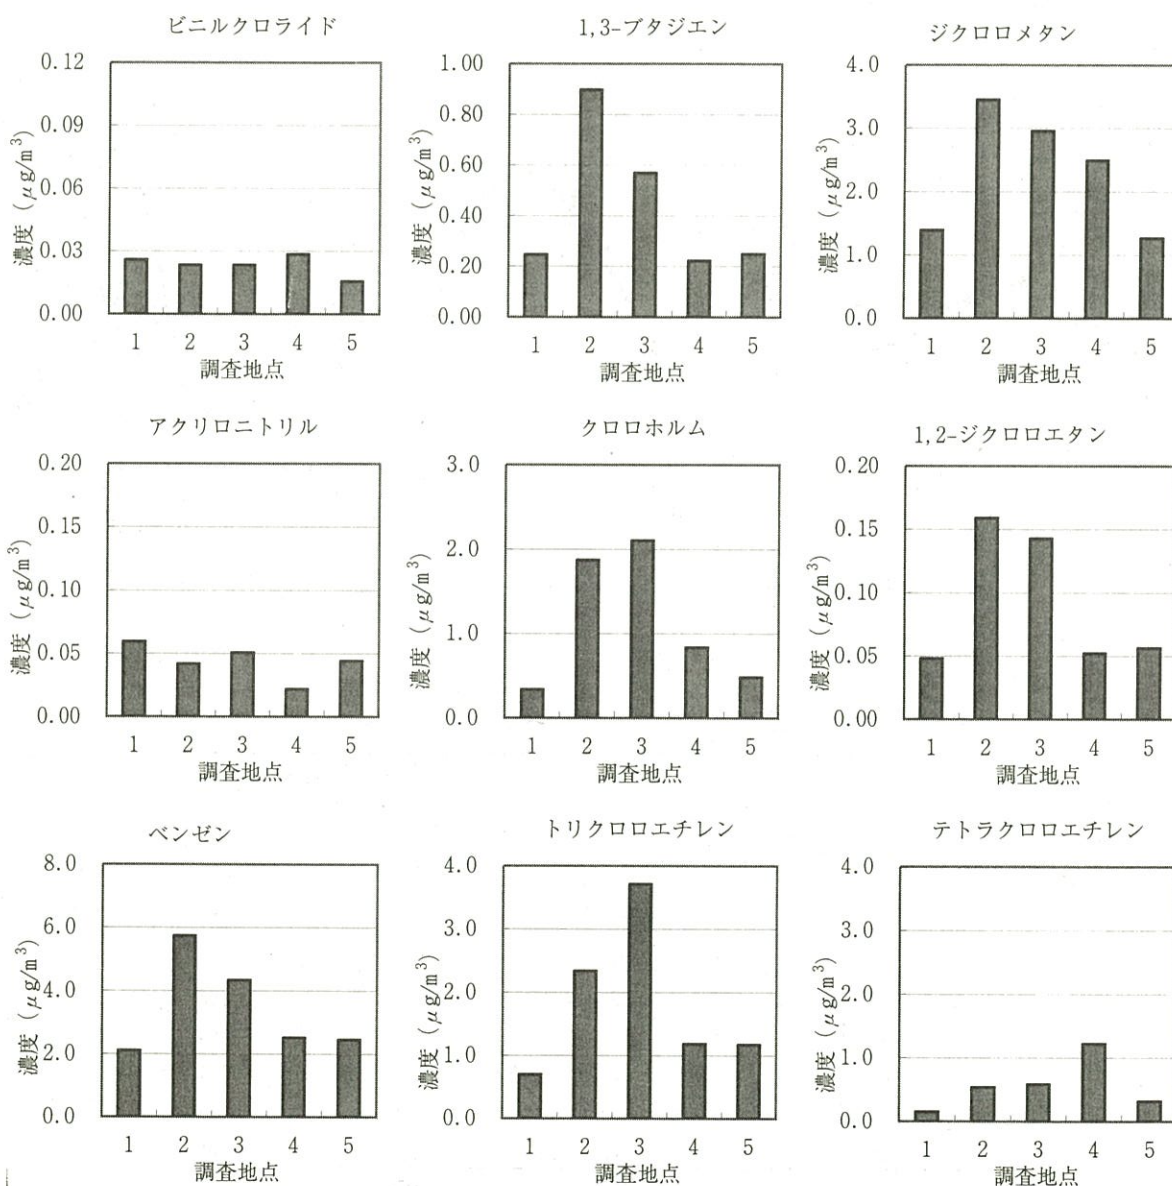 ビニルクロライド
0.12
0.09
0.06
0.03
0.00
濃度 (μg/m³)
1 2 3 4 5
調査地点
1,3-ブタジエン
1.00
0.80
0.60
0.40
0.20
0.00
濃度 (μg/m³)
1 2 3 4 5
調査地点
ジクロロメタン
4.0
3.0
2.0
1.0
0.0
濃度 (μg/m³)
1 2 3 4 5
調査地点
アクリロニトリル
0.20
0.15
0.10
0.05
0.00
濃度 (μg/m³)
1 2 3 4 5
調査地点
クロロホルム
3.0
2.0
1.0
0.0
濃度 (μg/m³)
1 2 3 4 5
調査地点
1,2-ジクロロエタン
0.20
0.15
0.10
0.05
0.00
濃度 (μg/m³)
1 2 3 4 5
調査地点
ベンゼン
8.0
6.0
4.0
2.0
0.0
濃度 (μg/m³)
1 2 3 4 5
調査地点
トリクロロエチレン
4.0
3.0
2.0
1.0
0.0
濃度 (μg/m³)
1 2 3 4 5
調査地点
テトラクロロエチレン
4.0
3.0
2.0
1.0
0.0
濃度 (μg/m³)
1 2 3 4 5
調査地点